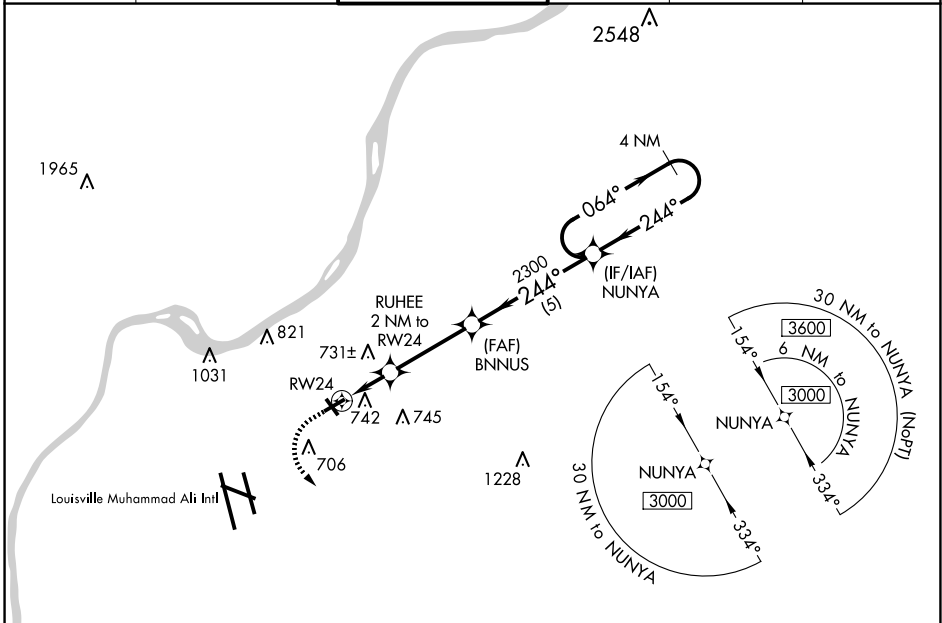 2548
4 NM
1965
064°
244°
(IF/IAF)
NUNYA
2300
244°
(5)
RUHEE
2 NM to
RW24
(FAF)
BNNUS
821
731±
1031
RW24
742
745
706
1228
Louisville Muhammad Ali Intl
30 NM to NUNYA (NoPT)
3600
154°
6 NM to NUNYA
3000
NUNYA
334°
154°
NUNYA
3000
334°
30 NM to NUNYA